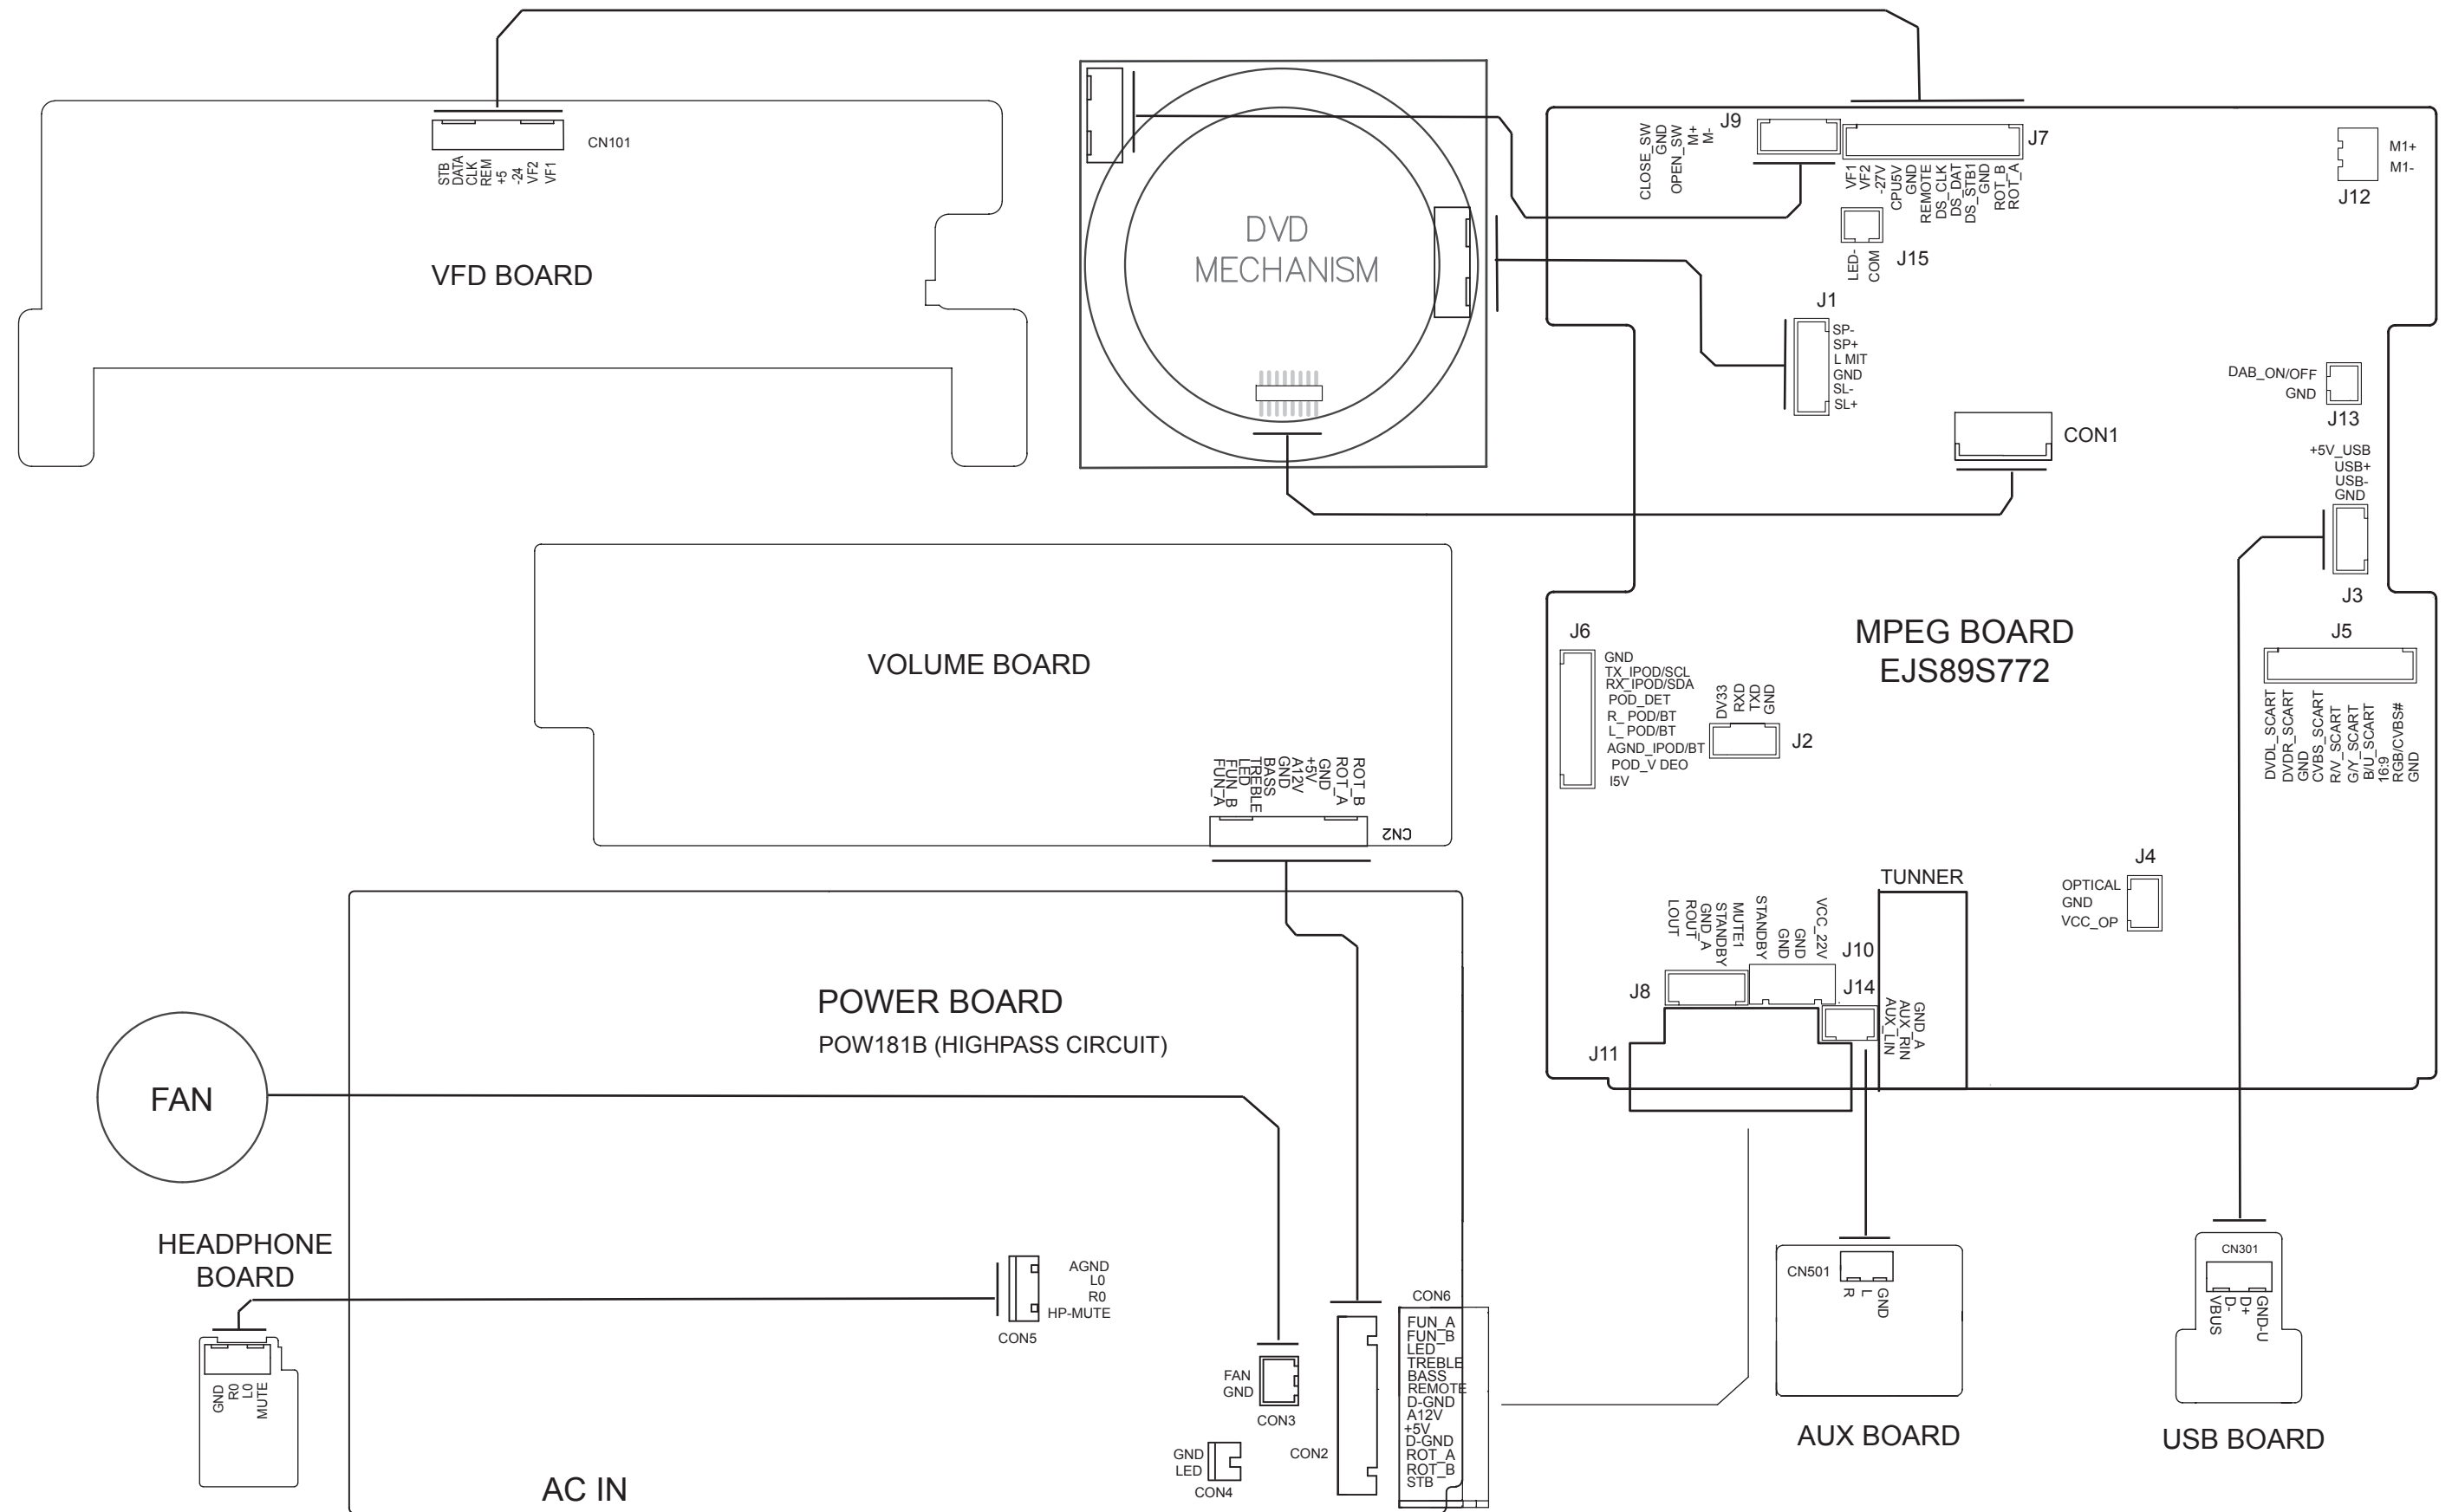 CN101
STB
DATA
CLK
REM
+5
-24
VF2
VF1
VFD BOARD
DVD
MECHANISM
CLOSE_SW
GND
OPEN_SW
M+
M-
J9
J7
VF1
VF2
-27V
CPU5V
GND
REMOTE
DS_CLK
DS_DAT
DS_STB1
GND
ROT_B
ROT_A
M1+
M1-
J12
LED-
COM
J15
J1
SP-
SP+
L MIT
GND
SL-
SL+
DAB_ON/OFF
GND
J13
CON1
+5V_USB
USB+
USB-
GND
J3
MPEG BOARD
EJS89S772
J6
GND
TX_IPOD/SCL
RX_IPOD/SDA
POD_DET
R_ POD/BT
L_ POD/BT
AGND_IPOD/BT
POD_V DEO
I5V
DV33
RXD
TXD
GND
J2
J5
DVDL_SCART
DVDR_SCART
GND
CVBS_SCART
R/V_SCART
G/Y_SCART
B/U_SCART
16:9
RGB/CVBS#
GND
VOLUME BOARD
FUN_A
FUN_B
LED
TREBLE
BASS
GND
A12V
+5V
GND
ROT_A
ROT_B
CN2
J4
OPTICAL
GND
VCC_OP
TUNNER
LOUT
ROUT
GND_A
STANDBY
MUTE1
STANDBY
GND
GND
VCC_22V
J10
J8
J14
AUX_LIN
AUX_RIN
GND_A
J11
POWER BOARD
POW181B (HIGHPASS CIRCUIT)
FAN
HEADPHONE
BOARD
GND
R0
L0
MUTE
AGND
L0
R0
HP-MUTE
CON5
FAN
GND
CON3
GND
LED
CON4
CON2
CON6
FUN_A
FUN_B
LED
TREBLE
BASS
REMOTE
D-GND
A12V
+5V
D-GND
ROT_A
ROT_B
STB
AC IN
CN501
R
L
GND
AUX BOARD
CN301
VBUS
D-
D+
GND-U
USB BOARD